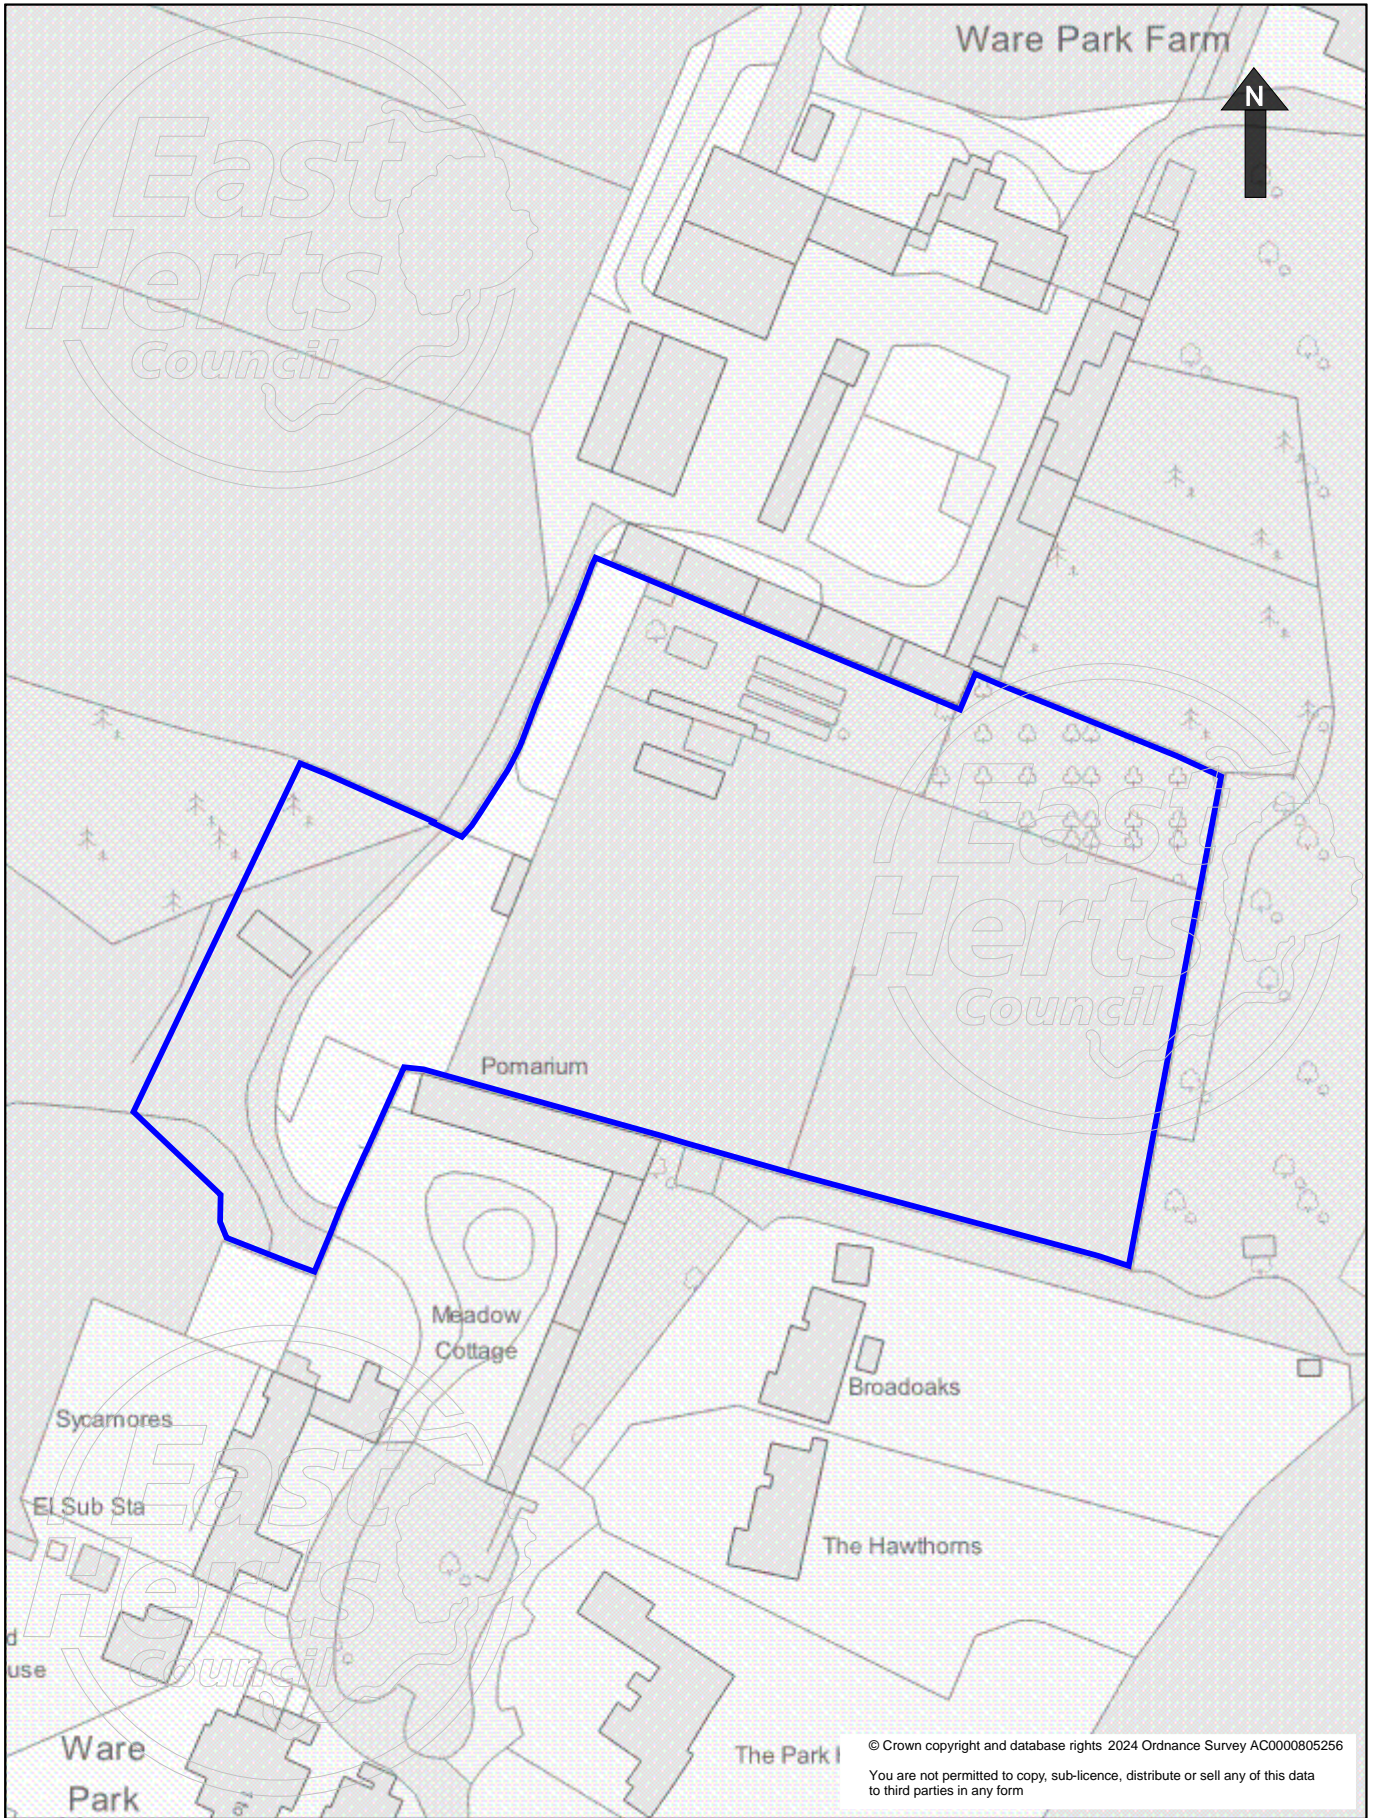 Ware Park Farm
N
East
Herts
Council
East
Herts
Council
Pomarium
Meadow
Cottage
Broadoaks
Sycamores
El Sub Sta
The Hawthorns
East
Herts
Council
d
use
Ware
Park
1 to
The Park
© Crown copyright and database rights 2024 Ordnance Survey AC0000805256
You are not permitted to copy, sub-licence, distribute or sell any of this data
to third parties in any form